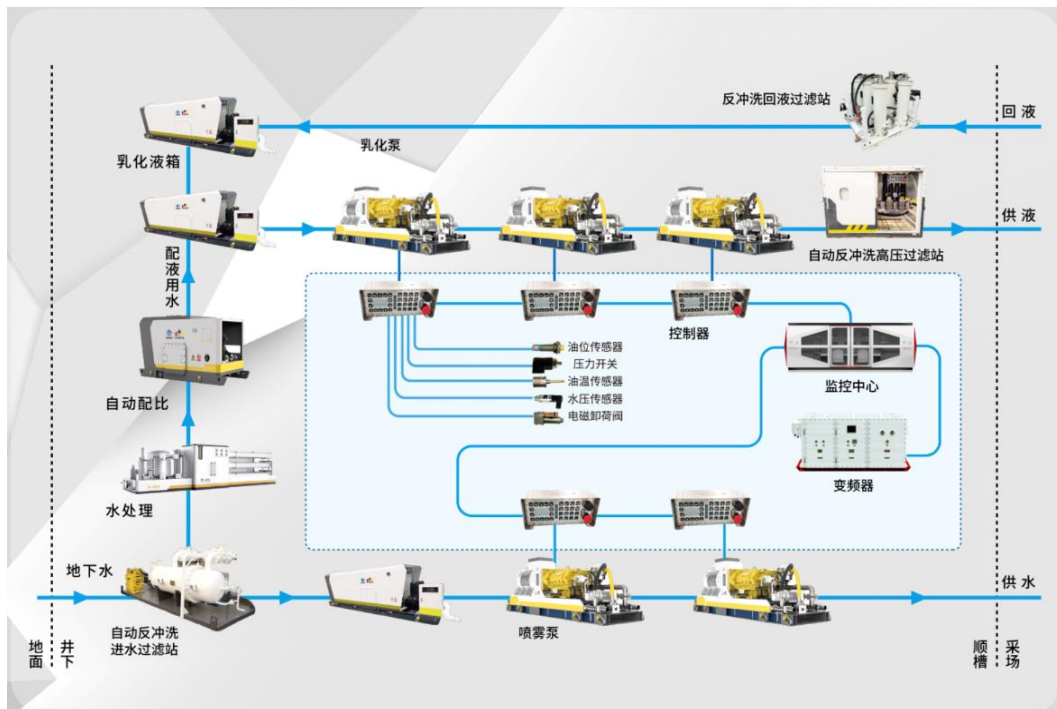 反冲洗回液过滤站
回液
乳化泵
乳化液箱
供液
自动反冲洗高压过滤站
配液用水
控制器
油位传感器
压力开关
油温传感器
水压传感器
电磁卸荷阀
监控中心
自动配比
变频器
水处理
地下水
供水
自动反冲洗
进水过滤站
喷雾泵
地面
井下
顺槽
采场